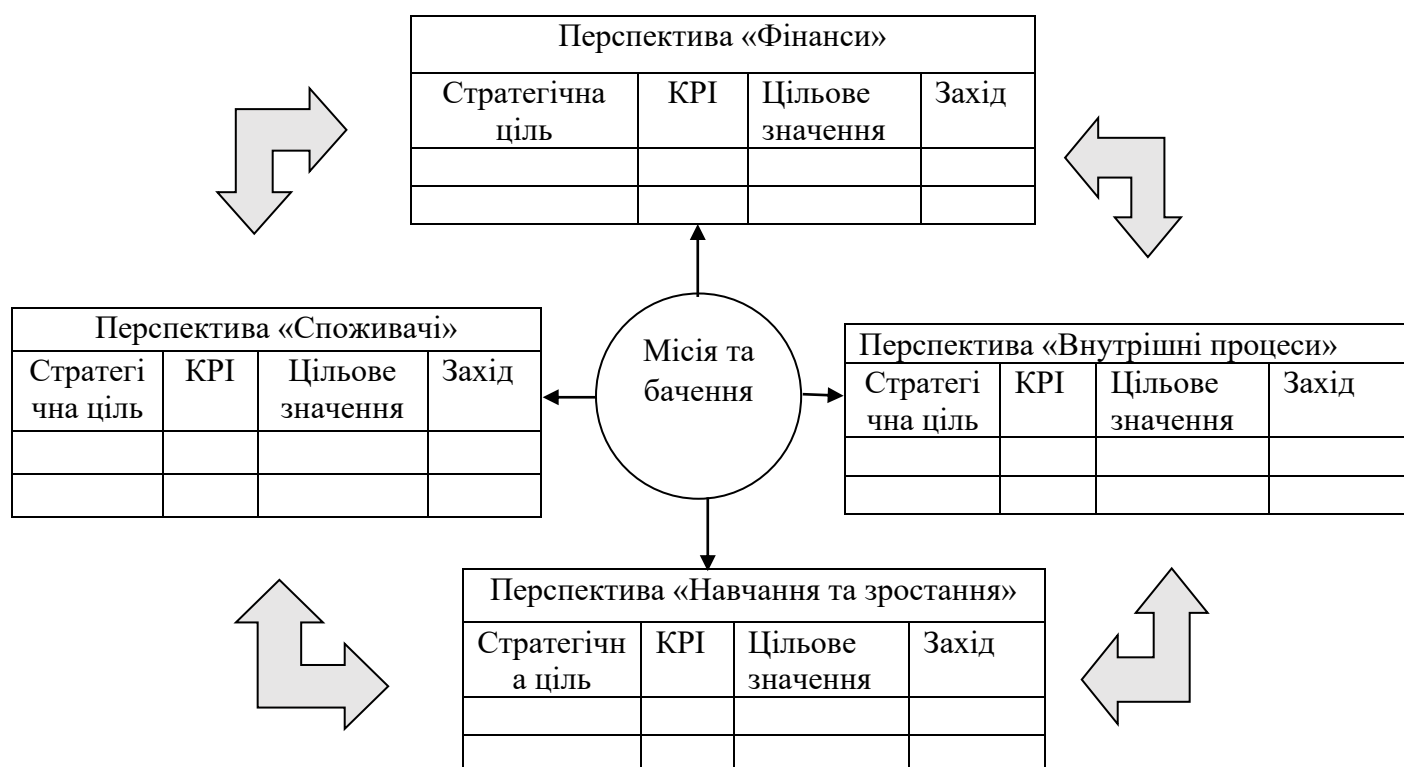 Перспектива «Фінанси»
Стратегічна
ціль
КРІ
Цільове
значення
Захід
Перспектива «Споживачі»
Стратегі
чна ціль
КРІ
Цільове
значення
Захід
Місія та
бачення
Перспектива «Внутрішні процеси»
Стратегі
чна ціль
КРІ
Цільове
значення
Захід
Перспектива «Навчання та зростання»
Стратегічн
а ціль
КРІ
Цільове
значення
Захід